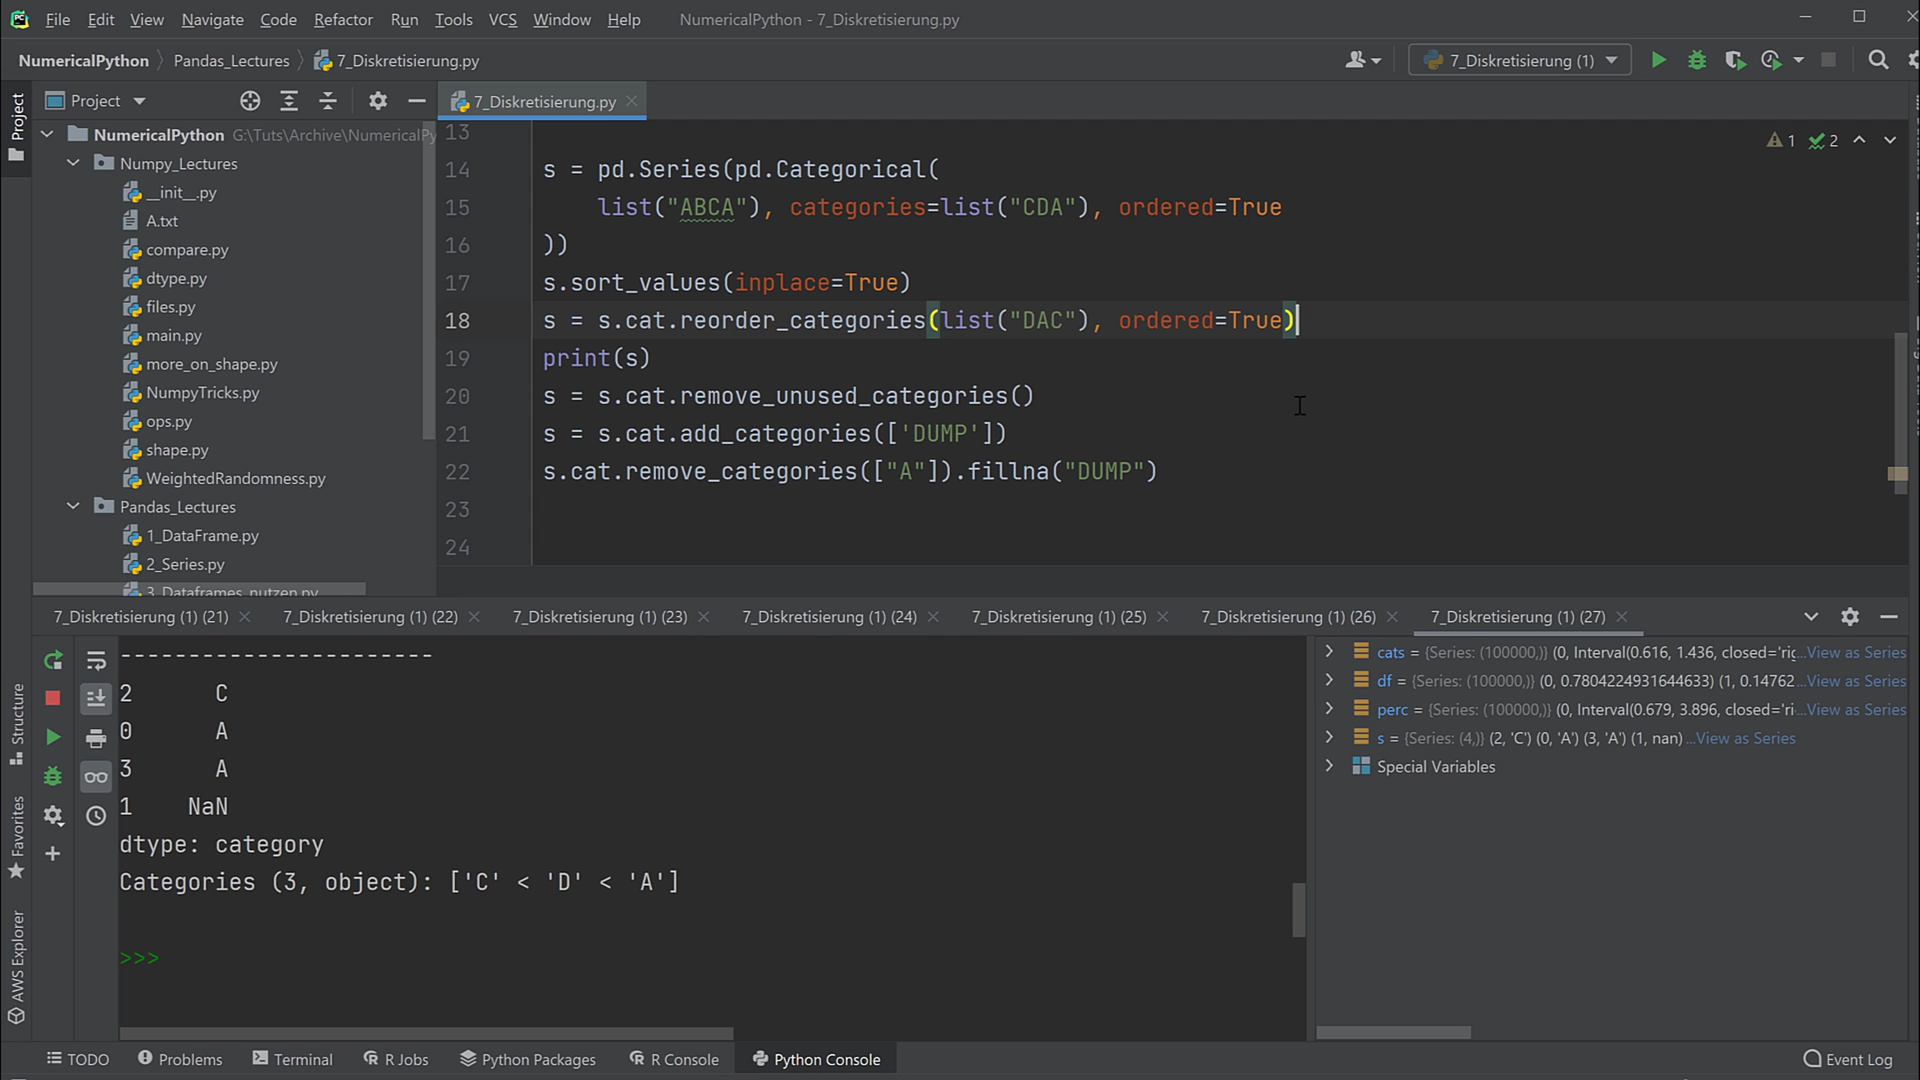 File Edit View Navigate Code Refactor Run Tools VCS Window Help NumericalPython - 7_Diskretisierung.py
NumericalPython Pandas_Lectures 7_Diskretisierung.py 7_Diskretisierung (1)
Project
Project
7_Diskretisierung.py
NumericalPython G:\Tuts\Archive\NumericalPy
Numpy_Lectures
__init__.py
A.txt
compare.py
dtype.py
files.py
main.py
more_on_shape.py
NumpyTricks.py
ops.py
shape.py
WeightedRandomness.py
Pandas_Lectures
1_DataFrame.py
2_Series.py
3_Dataframes_nutzen.py
1 2
13
14 s = pd.Series(pd.Categorical(
15 list("ABCA"), categories=list("CDA"), ordered=True
16 ))
17 s.sort_values(inplace=True)
18 s = s.cat.reorder_categories(list("DAC"), ordered=True)
19 print(s)
20 s = s.cat.remove_unused_categories()
21 s = s.cat.add_categories(['DUMP'])
22 s.cat.remove_categories(["A"]).fillna("DUMP")
23
24
7_Diskretisierung (1) (21) 7_Diskretisierung (1) (22) 7_Diskretisierung (1) (23) 7_Diskretisierung (1) (24) 7_Diskretisierung (1) (25) 7_Diskretisierung (1) (26) 7_Diskretisierung (1) (27)
-----------------------
2 C
0 A
3 A
1 NaN
dtype: category
Categories (3, object): ['C' < 'D' < 'A']
>>>
cats = {Series: (100000,)} (0, Interval(0.616, 1.436, closed='rig...View as Series
df = {Series: (100000,)} (0, 0.7804224931644633) (1, 0.14762...View as Series
perc = {Series: (100000,)} (0, Interval(0.679, 3.896, closed='ri...View as Series
s = {Series: (4,)} (2, 'C') (0, 'A') (3, 'A') (1, nan) ...View as Series
Special Variables
Structure
Favorites
AWS Explorer
TODO Problems Terminal R Jobs Python Packages R Console Python Console Event Log